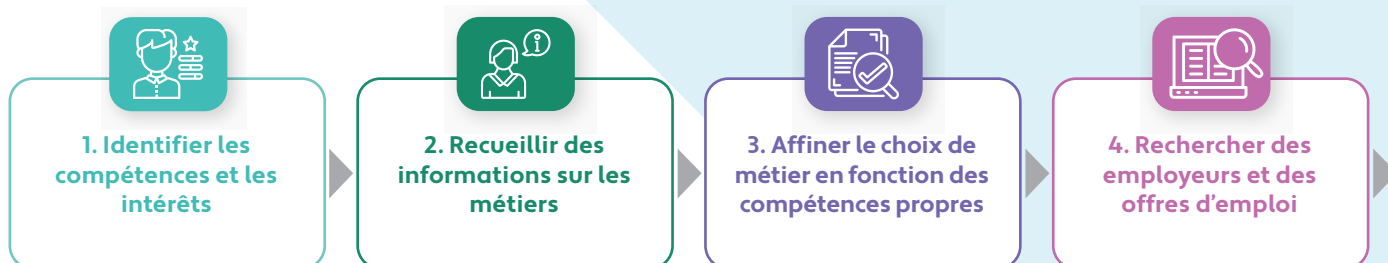 1. Identifier les
compétences et les
intérêts
2. Recueillir des
informations sur les
métiers
3. Affiner le choix de
métier en fonction des
compétences propres
4. Rechercher des
employeurs et des
offres d’emploi